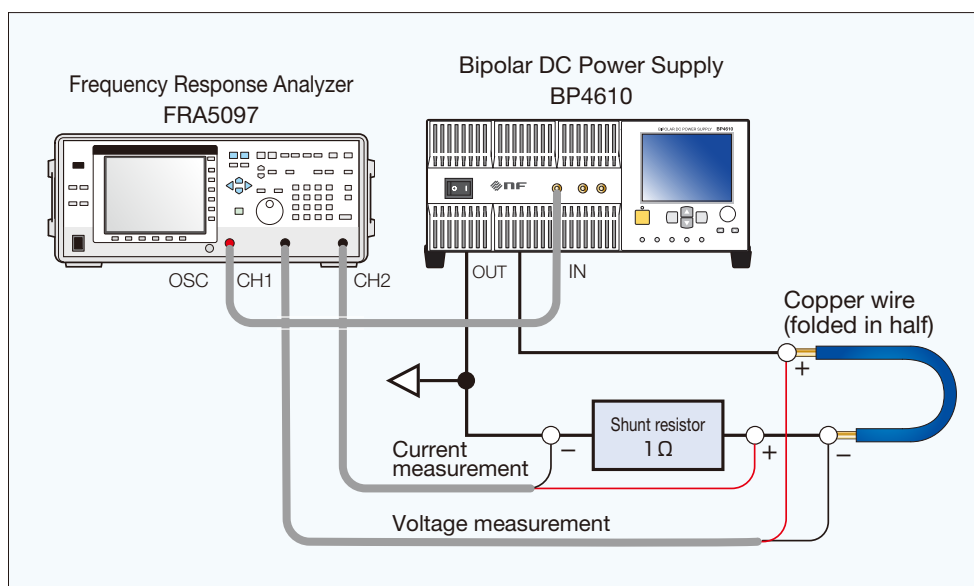 Frequency Response Analyzer
FRA5097
Bipolar DC Power Supply
BP4610
BIPOLAR DC POWER SUPPLY BP4610
NF
OSC
CH1
CH2
OUT
IN
Copper wire
(folded in half)
+
Shunt resistor
1 Ω
−
+
−
Current
measurement
Voltage measurement